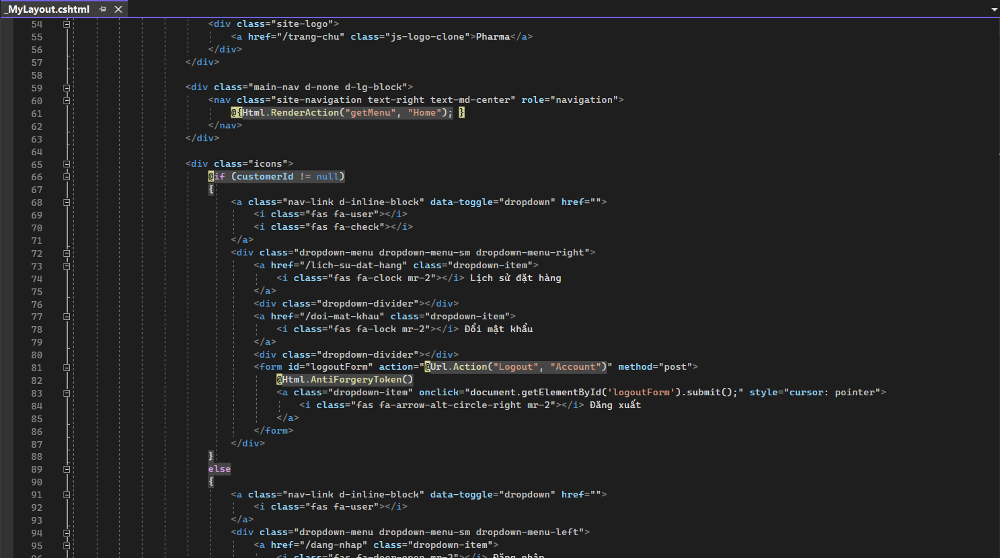 _MyLayout.cshtml
54 <div class="site-logo">
55 <a href="/trang-chu" class="js-logo-clone">Pharma</a>
56 </div>
57 </div>
58
59 <div class="main-nav d-none d-lg-block">
60 <nav class="site-navigation text-right text-md-center" role="navigation">
61 @{Html.RenderAction("getMenu", "Home"); }
62 </nav>
63 </div>
64
65 <div class="icons">
66 @if (customerId != null)
67 {
68 <a class="nav-link d-inline-block" data-toggle="dropdown" href="">
69 <i class="fas fa-user"></i>
70 <i class="fas fa-check"></i>
71 </a>
72 <div class="dropdown-menu dropdown-menu-sm dropdown-menu-right">
73 <a href="/lich-su-dat-hang" class="dropdown-item">
74 <i class="fas fa-clock mr-2"></i> Lịch sử đặt hàng
75 </a>
76 <div class="dropdown-divider"></div>
77 <a href="/doi-mat-khau" class="dropdown-item">
78 <i class="fas fa-lock mr-2"></i> Đổi mật khẩu
79 </a>
80 <div class="dropdown-divider"></div>
81 <form id="logoutForm" action="@Url.Action("Logout", "Account")" method="post">
82 @Html.AntiForgeryToken()
83 <a class="dropdown-item" onclick="document.getElementById('logoutForm').submit();" style="cursor: pointer">
84 <i class="fas fa-arrow-alt-circle-right mr-2"></i> Đăng xuất
85 </a>
86 </form>
87 </div>
88 }
89 else
90 {
91 <a class="nav-link d-inline-block" data-toggle="dropdown" href="">
92 <i class="fas fa-user"></i>
93 </a>
94 <div class="dropdown-menu dropdown-menu-sm dropdown-menu-left">
95 <a href="/dang-nhap" class="dropdown-item">
96 <i class="fas fa-door-open mr-2"></i> Đăng nhập